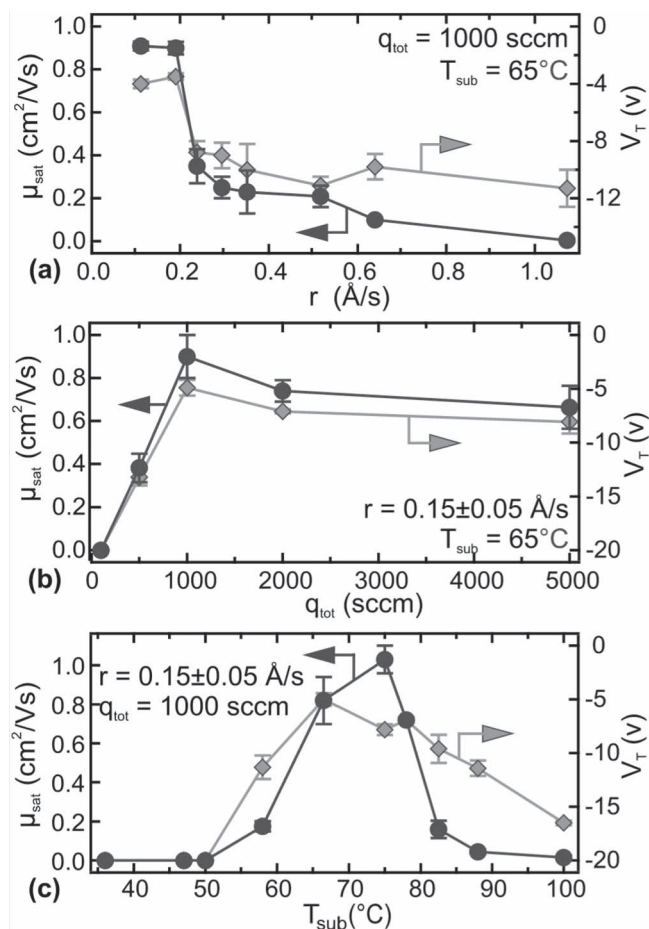 1.0
0.8
0.6
0.4
0.2
0.0
μsat (cm2/Vs)
qtot = 1000 sccm
Tsub = 65°C
0
-4
-8
-12
VT (v)
(a)
0.0 0.2 0.4 0.6 0.8 1.0
r (Å/s)
1.0
0.8
0.6
0.4
0.2
0.0
μsat (cm2/Vs)
r = 0.15±0.05 Å/s
Tsub = 65°C
0
-5
-10
-15
-20
VT (v)
(b)
0 1000 2000 3000 4000 5000
qtot (sccm)
1.0
0.8
0.6
0.4
0.2
0.0
μsat (cm2/Vs)
r = 0.15±0.05 Å/s
qtot = 1000 sccm
0
-5
-10
-15
-20
VT (v)
(c)
40 50 60 70 80 90 100
Tsub(°C)